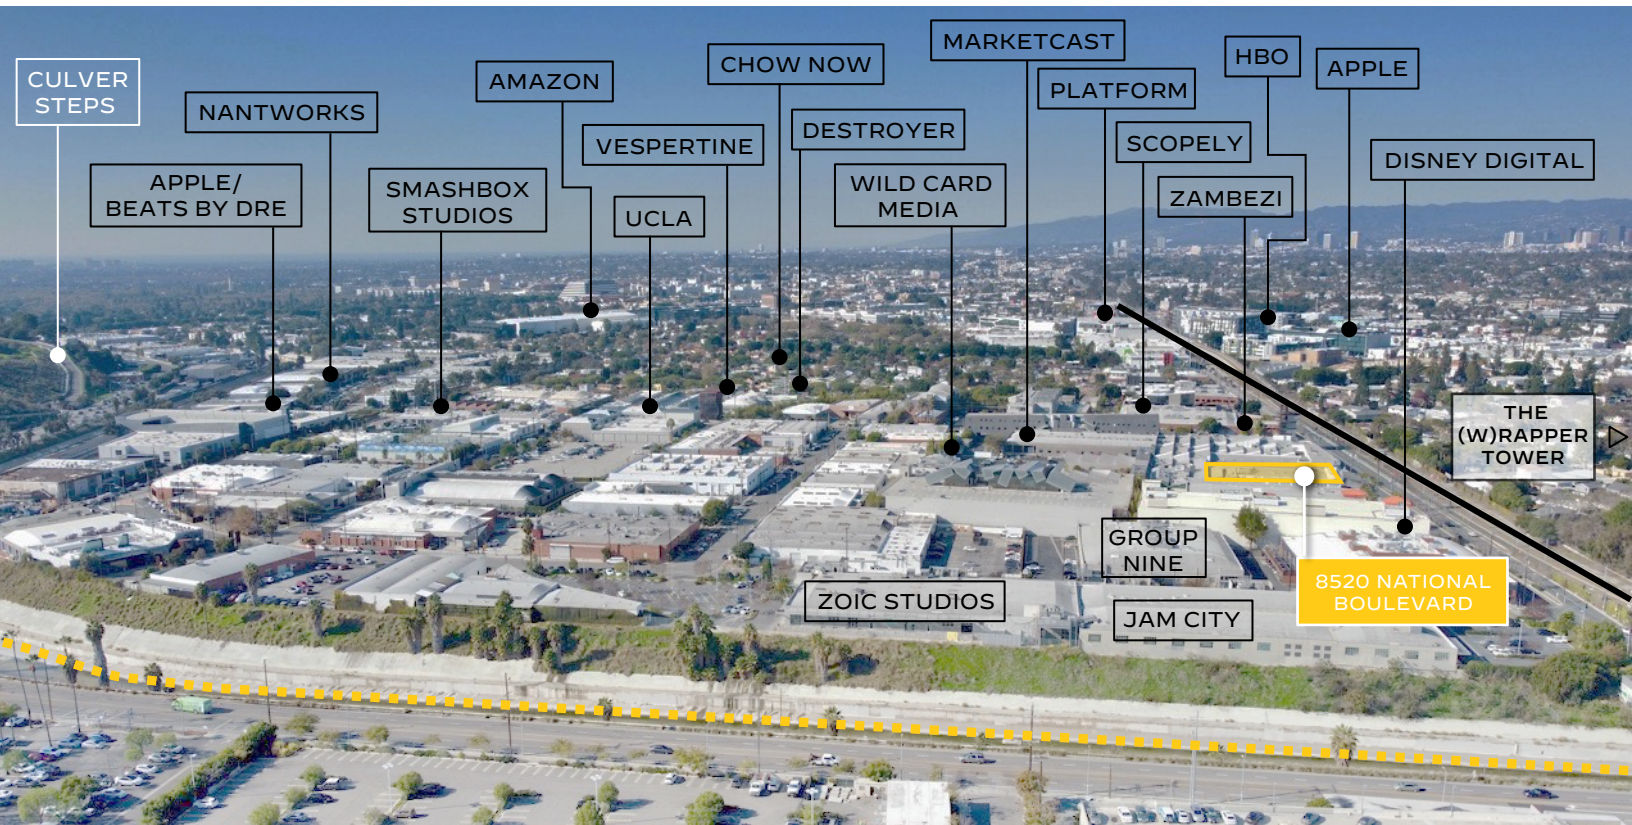 CULVER
STEPS
NANTWORKS
APPLE/
BEATS BY DRE
SMASHBOX
STUDIOS
AMAZON
VESPERTINE
UCLA
CHOW NOW
DESTROYER
WILD CARD
MEDIA
MARKETCAST
PLATFORM
SCOPELY
ZAMBEZI
HBO
APPLE
DISNEY DIGITAL
THE
(W)RAPPER
TOWER
GROUP
NINE
8520 NATIONAL
BOULEVARD
ZOIC STUDIOS
JAM CITY